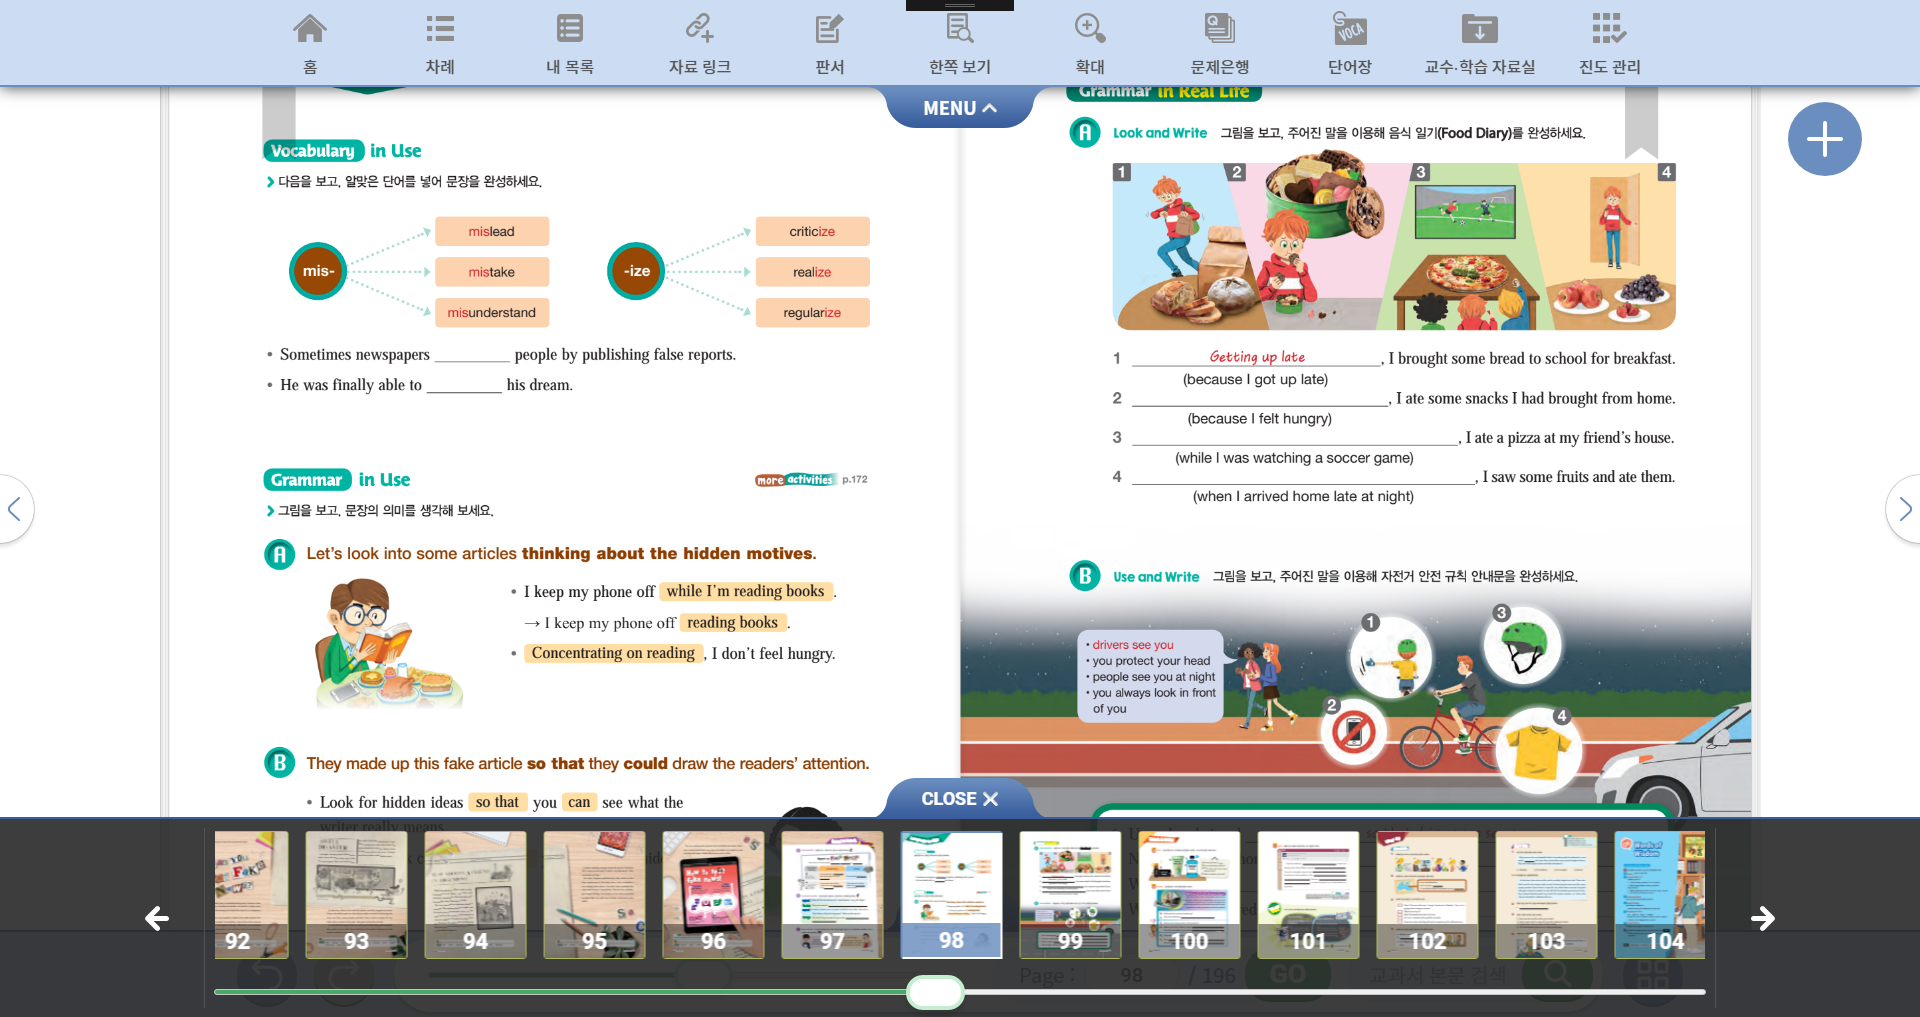 홈
차례
내 목록
자료 링크
판서
한쪽 보기
확대
문제은행
VOCA
단어장
교수·학습 자료실
진도 관리
MENU
Vocabulary in Use
다음을 보고, 알맞은 단어를 넣어 문장을 완성하세요.
mis-
mislead
mistake
misunderstand
-ize
criticize
realize
regularize
• Sometimes newspapers __________ people by publishing false reports.
• He was finally able to __________ his dream.
Grammar in Use
more activities p.172
그림을 보고, 문장의 의미를 생각해 보세요.
A Let's look into some articles thinking about the hidden motives.
• I keep my phone off while I'm reading books.
→ I keep my phone off reading books.
• Concentrating on reading, I don't feel hungry.
B They made up this fake article so that they could draw the readers' attention.
• Look for hidden ideas so that you can see what the
writer really means.
Grammar in Real Life
A Look and Write 그림을 보고, 주어진 말을 이용해 음식 일기(Food Diary)를 완성하세요.
1
2
3
4
1 Getting up late, I brought some bread to school for breakfast.
(because I got up late)
2 __________, I ate some snacks I had brought from home.
(because I felt hungry)
3 __________, I ate a pizza at my friend's house.
(while I was watching a soccer game)
4 __________, I saw some fruits and ate them.
(when I arrived home late at night)
B Use and Write 그림을 보고, 주어진 말을 이용해 자전거 안전 규칙 안내문을 완성하세요.
• drivers see you
• you protect your head
• people see you at night
• you always look in front
of you
1
2
3
4
CLOSE
92
93
94
95
96
97
98
99
100
101
102
103
104
Page : 98 / 196 GO 교과서 본문 검색